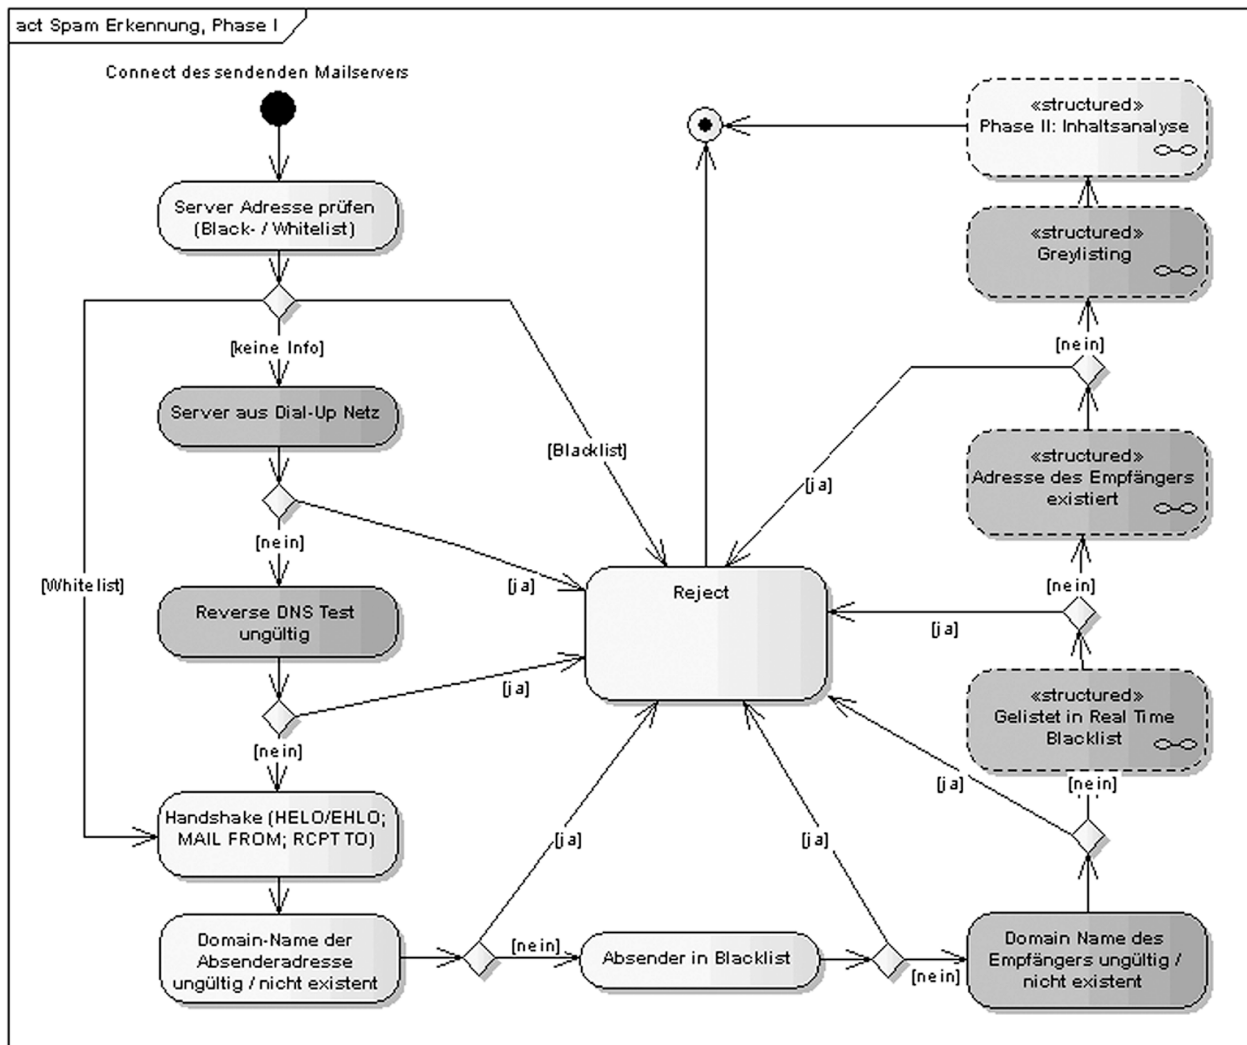 act Spam Erkennung, Phase I
Connect des sendenden Mailservers
Server Adresse prüfen
(Black- / Whitelist)
[keine Info]
Server aus Dial-Up Netz
[Blacklist]
[nein]
[ja]
[Whitelist]
Reverse DNS Test
ungültig
[ja]
[nein]
Handshake (HELO/EHLO;
MAIL FROM; RCPT TO)
Domain-Name der
Absenderadresse
ungültig / nicht existent
[ja]
[nein]
Absender in Blacklist
[ja]
[nein]
Domain Name des
Empfängers ungültig /
nicht existent
[ja]
[nein]
«structured»
Gelistet in Real Time
Blacklist
[ja]
[nein]
«structured»
Adresse des Empfängers
existiert
[ja]
[nein]
«structured»
Greylisting
«structured»
Phase II: Inhaltsanalyse
Reject